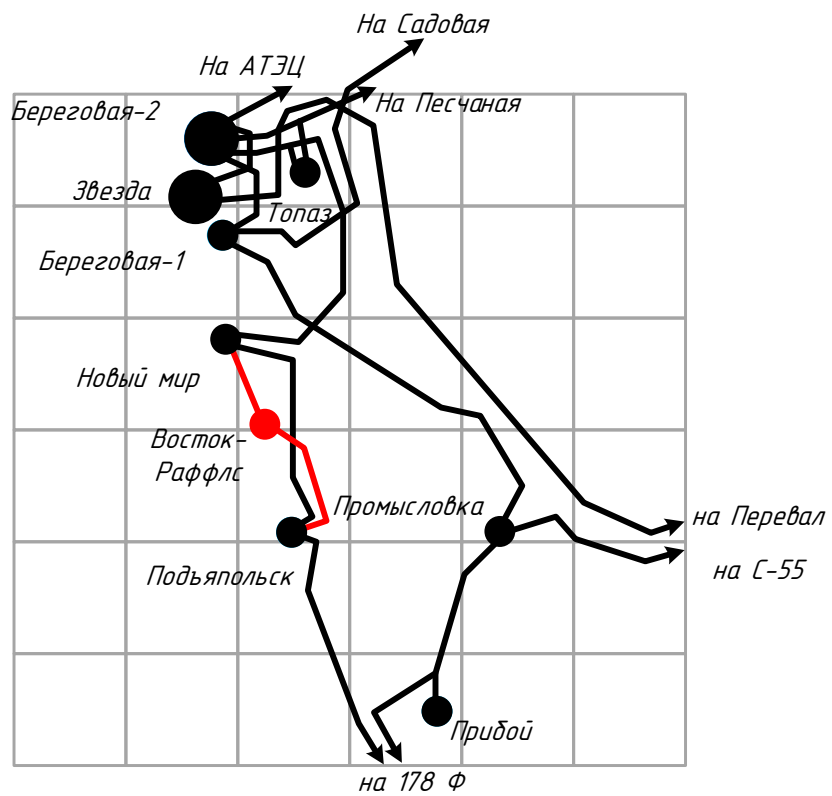 На Садовая
На АТЭЦ
На Песчаная
Береговая-2
Звезда
Топаз
Береговая-1
Новый мир
Восток-
Раффлс
Промысловка
на Перевал
на С-55
Подьяпольск
Прибой
на 178 Ф